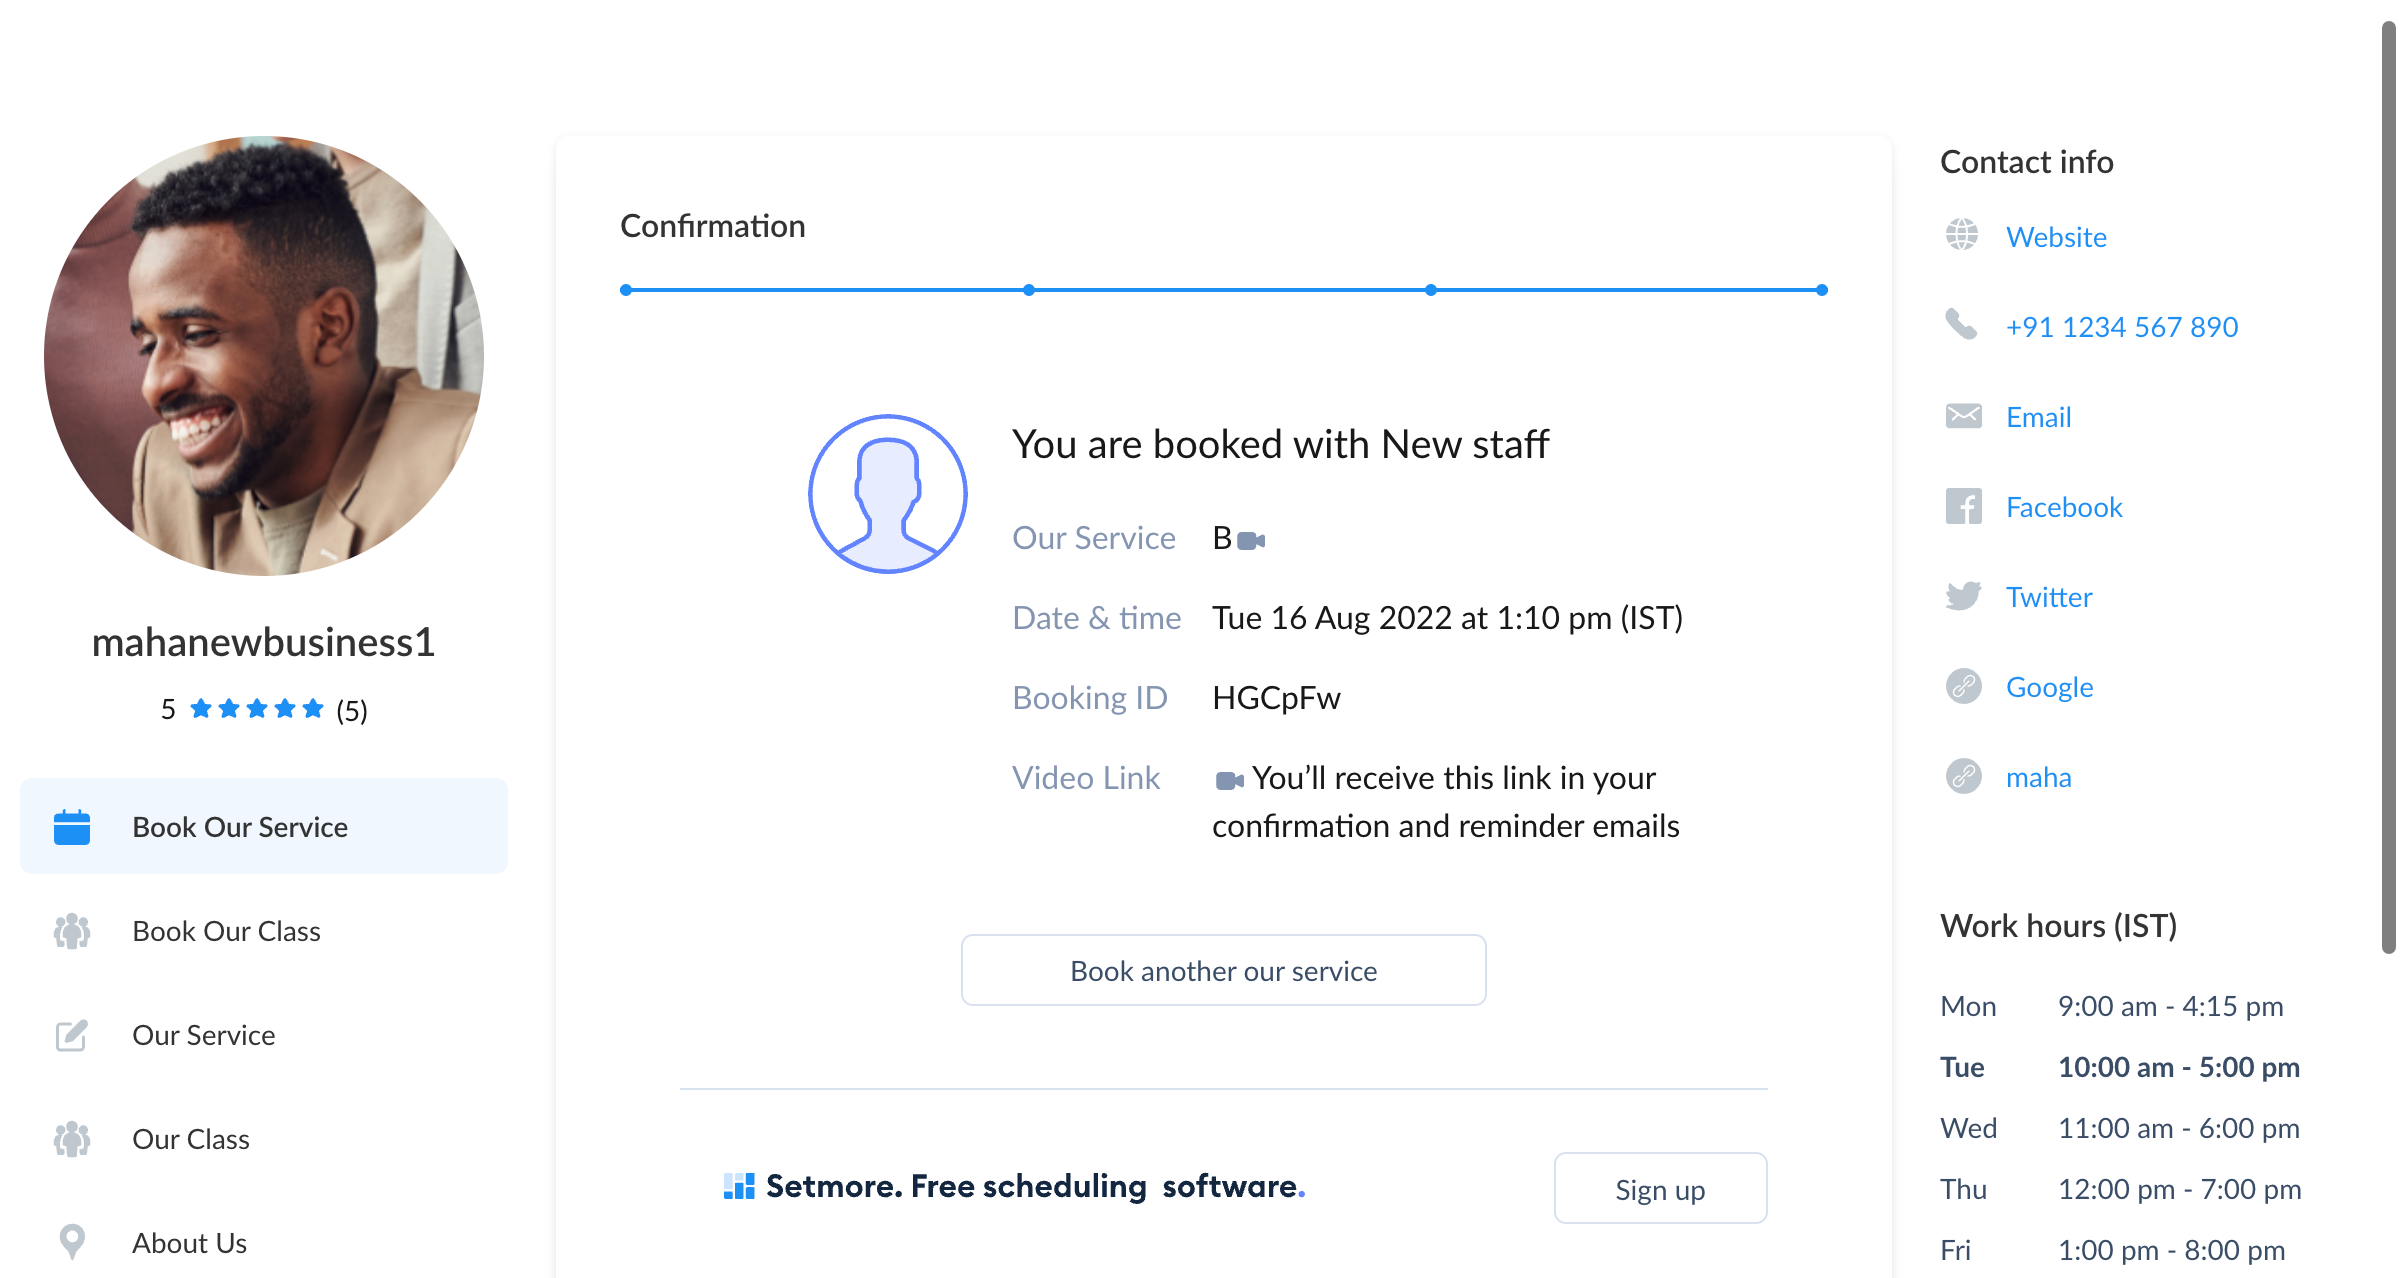 mahanewbusiness1
5 (5)
Book Our Service
Book Our Class
Our Service
Our Class
About Us
Confirmation
You are booked with New staff
Our Service B
Date & time Tue 16 Aug 2022 at 1:10 pm (IST)
Booking ID HGCpFw
Video Link You’ll receive this link in your
confirmation and reminder emails
Book another our service
Setmore. Free scheduling software.
Sign up
Contact info
Website
+91 1234 567 890
Email
Facebook
Twitter
Google
maha
Work hours (IST)
Mon 9:00 am - 4:15 pm
Tue 10:00 am - 5:00 pm
Wed 11:00 am - 6:00 pm
Thu 12:00 pm - 7:00 pm
Fri 1:00 pm - 8:00 pm